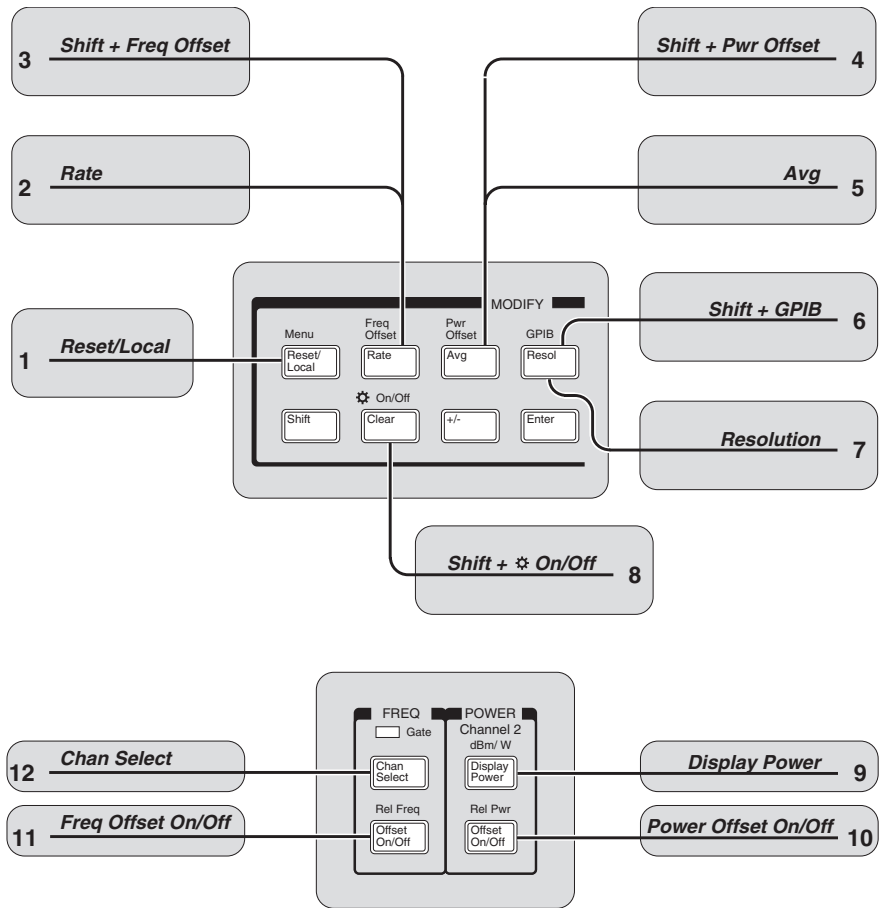 3 Shift + Freq Offset
Shift + Pwr Offset 4
2 Rate
Avg 5
1 Reset/Local
Shift + GPIB 6
Resolution 7
MODIFY
Menu
Freq
Offset
Pwr
Offset
GPIB
Reset/
Local
Rate
Avg
Resol
☼ On/Off
Shift
Clear
+/-
Enter
Shift + ☼ On/Off 8
FREQ
POWER
Gate
Channel 2
dBm/ W
Chan
Select
Display
Power
Rel Freq
Rel Pwr
Offset
On/Off
Offset
On/Off
12 Chan Select
Display Power 9
11 Freq Offset On/Off
Power Offset On/Off 10